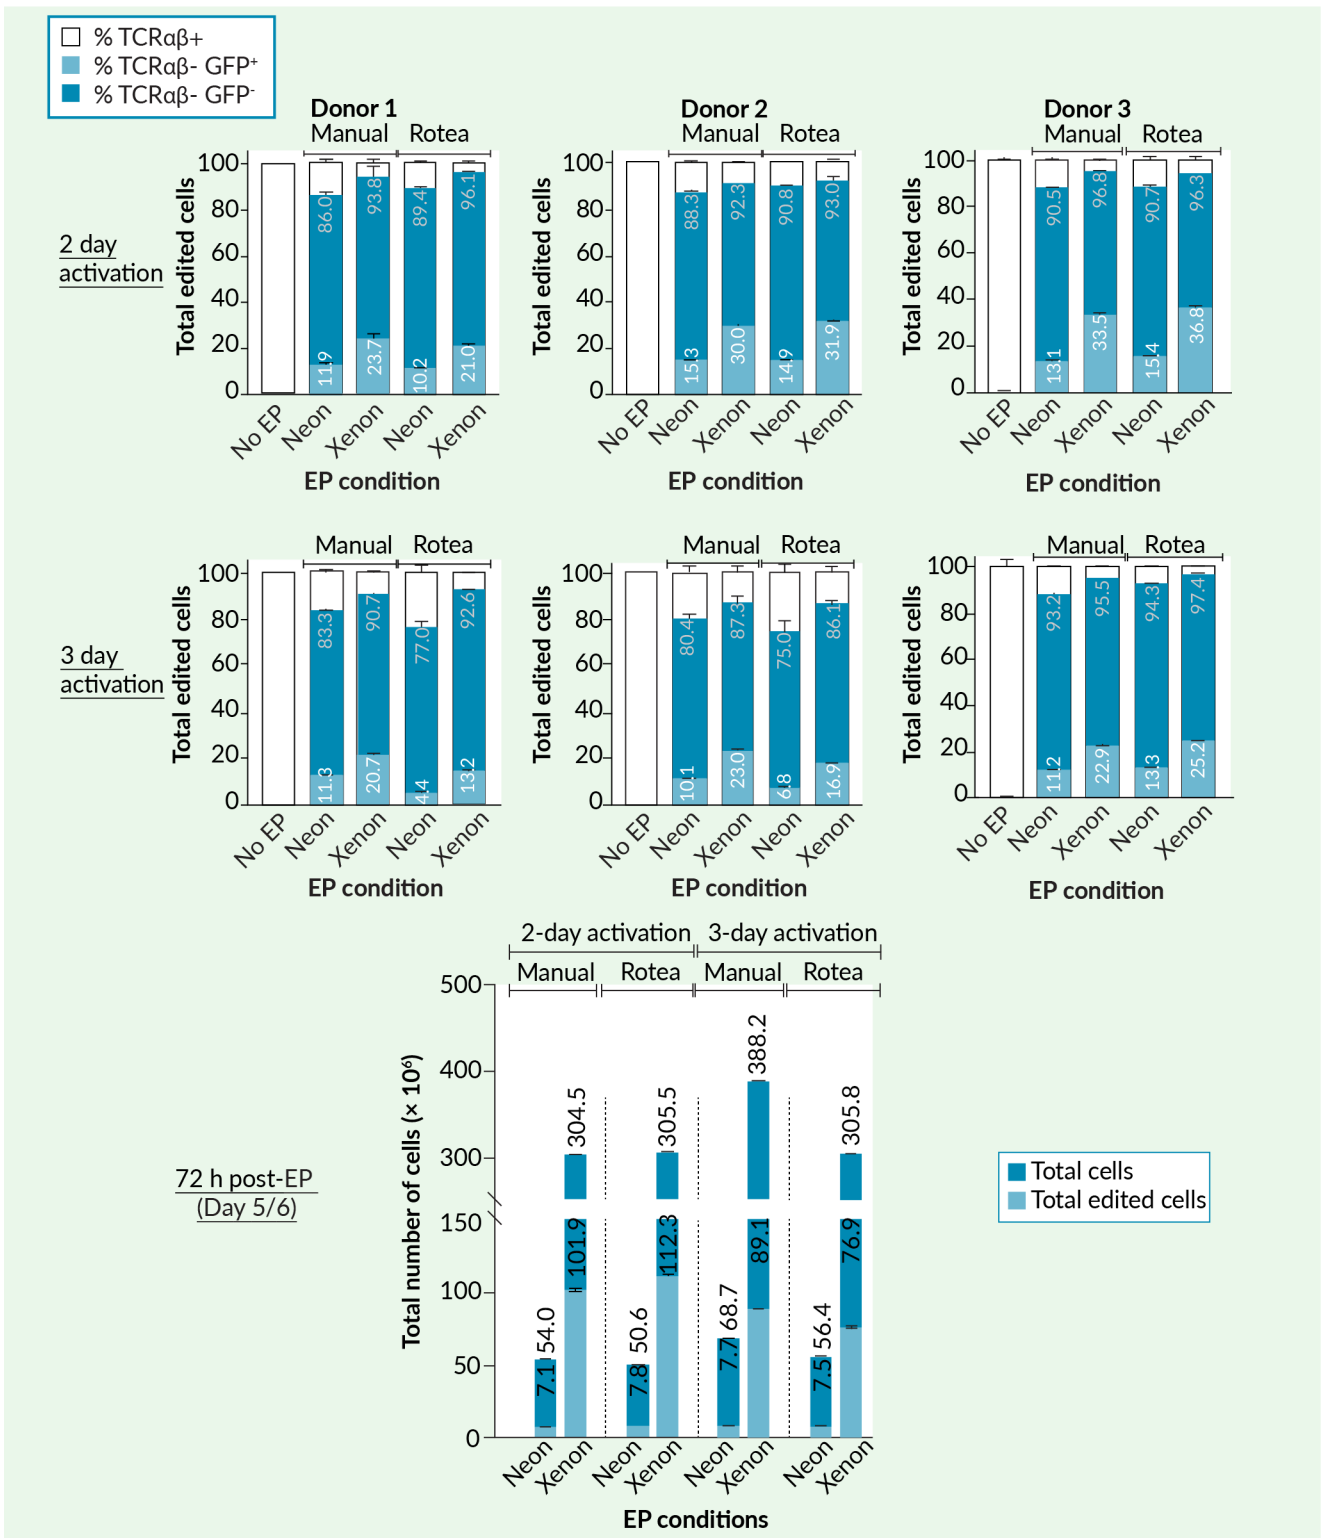 % TCRαβ+
% TCRαβ- GFP⁺
% TCRαβ- GFP⁻
Donor 1
Manual Rotea
100
80
60
40
20
0
Total edited cells
86.0 93.8 89.4 96.1
11.9 23.7 10.2 21.0
No EP Neon Xenon Neon Xenon
EP condition
Donor 2
Manual Rotea
100
80
60
40
20
0
Total edited cells
88.3 92.3 90.8 93.0
15.3 30.0 14.9 31.9
No EP Neon Xenon Neon Xenon
EP condition
Donor 3
Manual Rotea
100
80
60
40
20
0
Total edited cells
90.5 96.8 90.7 96.3
13.1 33.5 15.4 36.8
No EP Neon Xenon Neon Xenon
EP condition
2 day
activation
Manual Rotea
100
80
60
40
20
0
Total edited cells
83.3 90.7 77.0 92.6
11.3 20.7 4.4 13.2
No EP Neon Xenon Neon Xenon
EP condition
Manual Rotea
100
80
60
40
20
0
Total edited cells
80.4 87.3 75.0 86.1
10.1 23.0 6.8 16.9
No EP Neon Xenon Neon Xenon
EP condition
Manual Rotea
100
80
60
40
20
0
Total edited cells
93.2 95.5 94.3 97.4
11.2 22.9 13.3 25.2
No EP Neon Xenon Neon Xenon
EP condition
3 day
activation
2-day activation 3-day activation
Manual Rotea Manual Rotea
500
400
300
150
100
50
0
Total number of cells (× 10⁶)
54.0 304.5 50.6 305.5 68.7 388.2 56.4 305.8
7.1 101.9 7.8 112.3 7.7 89.1 7.5 76.9
Neon Xenon Neon Xenon Neon Xenon Neon Xenon
EP conditions
72 h post-EP
(Day 5/6)
Total cells
Total edited cells